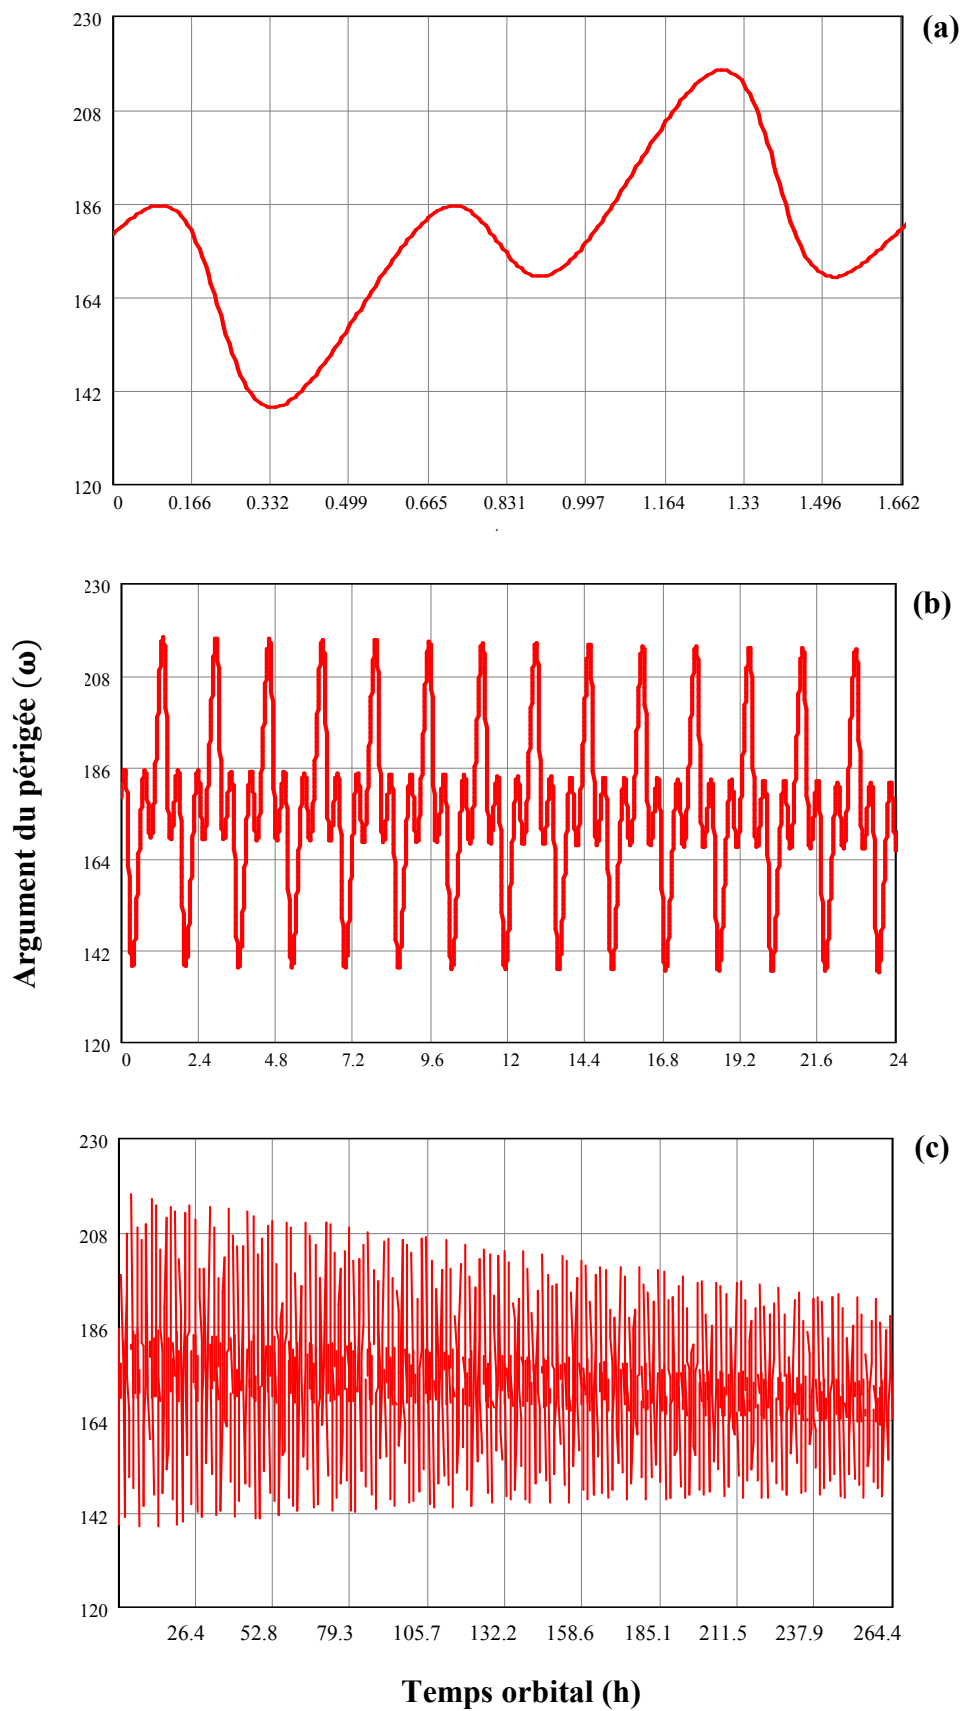 (a)
230
208
186
164
142
120
0 0.166 0.332 0.499 0.665 0.831 0.997 1.164 1.33 1.496 1.662
(b)
230
208
186
164
142
120
0 2.4 4.8 7.2 9.6 12 14.4 16.8 19.2 21.6 24
Argument du périgée (ω)
(c)
230
208
186
164
142
120
26.4 52.8 79.3 105.7 132.2 158.6 185.1 211.5 237.9 264.4
Temps orbital (h)